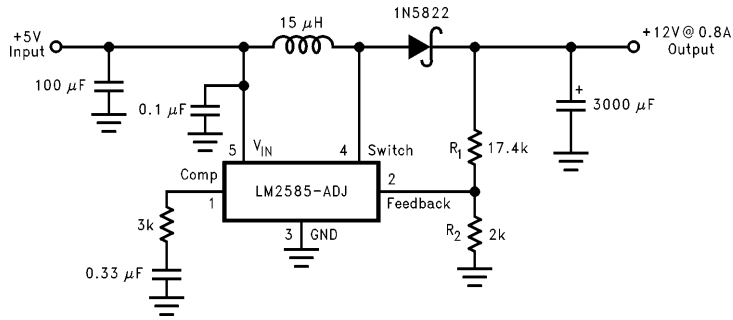 +5V
Input
15 μH
1N5822
+12V@ 0.8A
Output
100 μF
0.1 μF
+
3000 μF
5
VIN
4
Switch
R1
17.4k
Comp
1
LM2585-ADJ
2
Feedback
3k
3
GND
R2
2k
0.33 μF